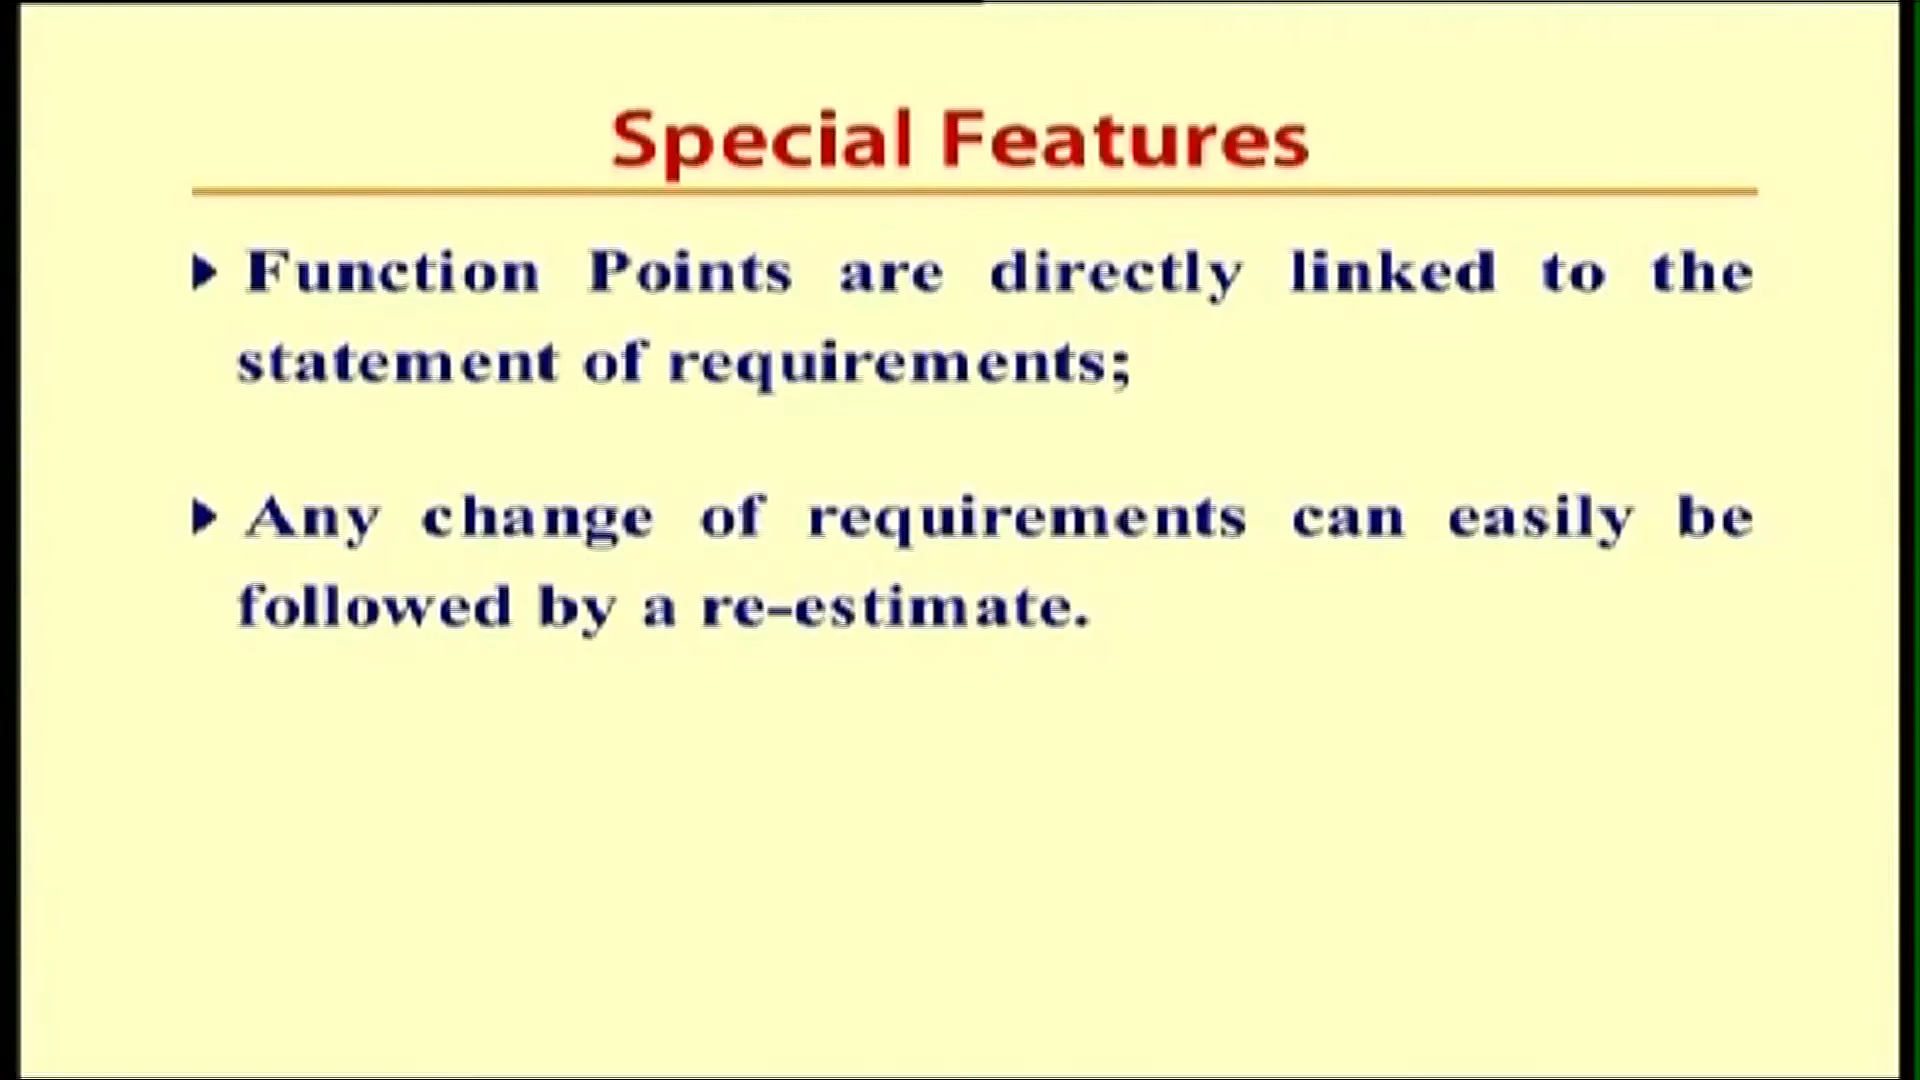 Special Features
Function Points are directly linked to the
statement of requirements;
Any change of requirements can easily be
followed by a re-estimate.